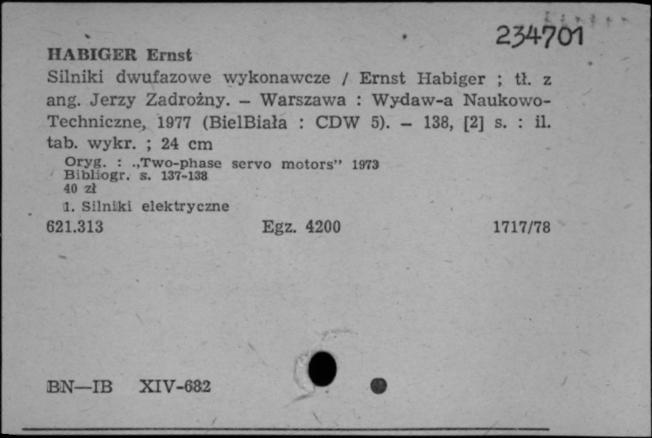 234701
HABIGER Ernst
Silniki dwufazowe wykonawcze / Ernst Habiger ; tł. z
ang. Jerzy Zadrożny. — Warszawa : Wydaw-a Naukowo-
Techniczne, 1977 (BielBiała : CDW 5). — 138, [2] s. : il.
tab. wykr. ; 24 cm
Oryg. : „Two-phase servo motors” 1973
Bibliogr. s. 137-138
40 zł
1. Silniki elektryczne
621.313 Egz. 4200 1717/78
BN—IB XIV-682